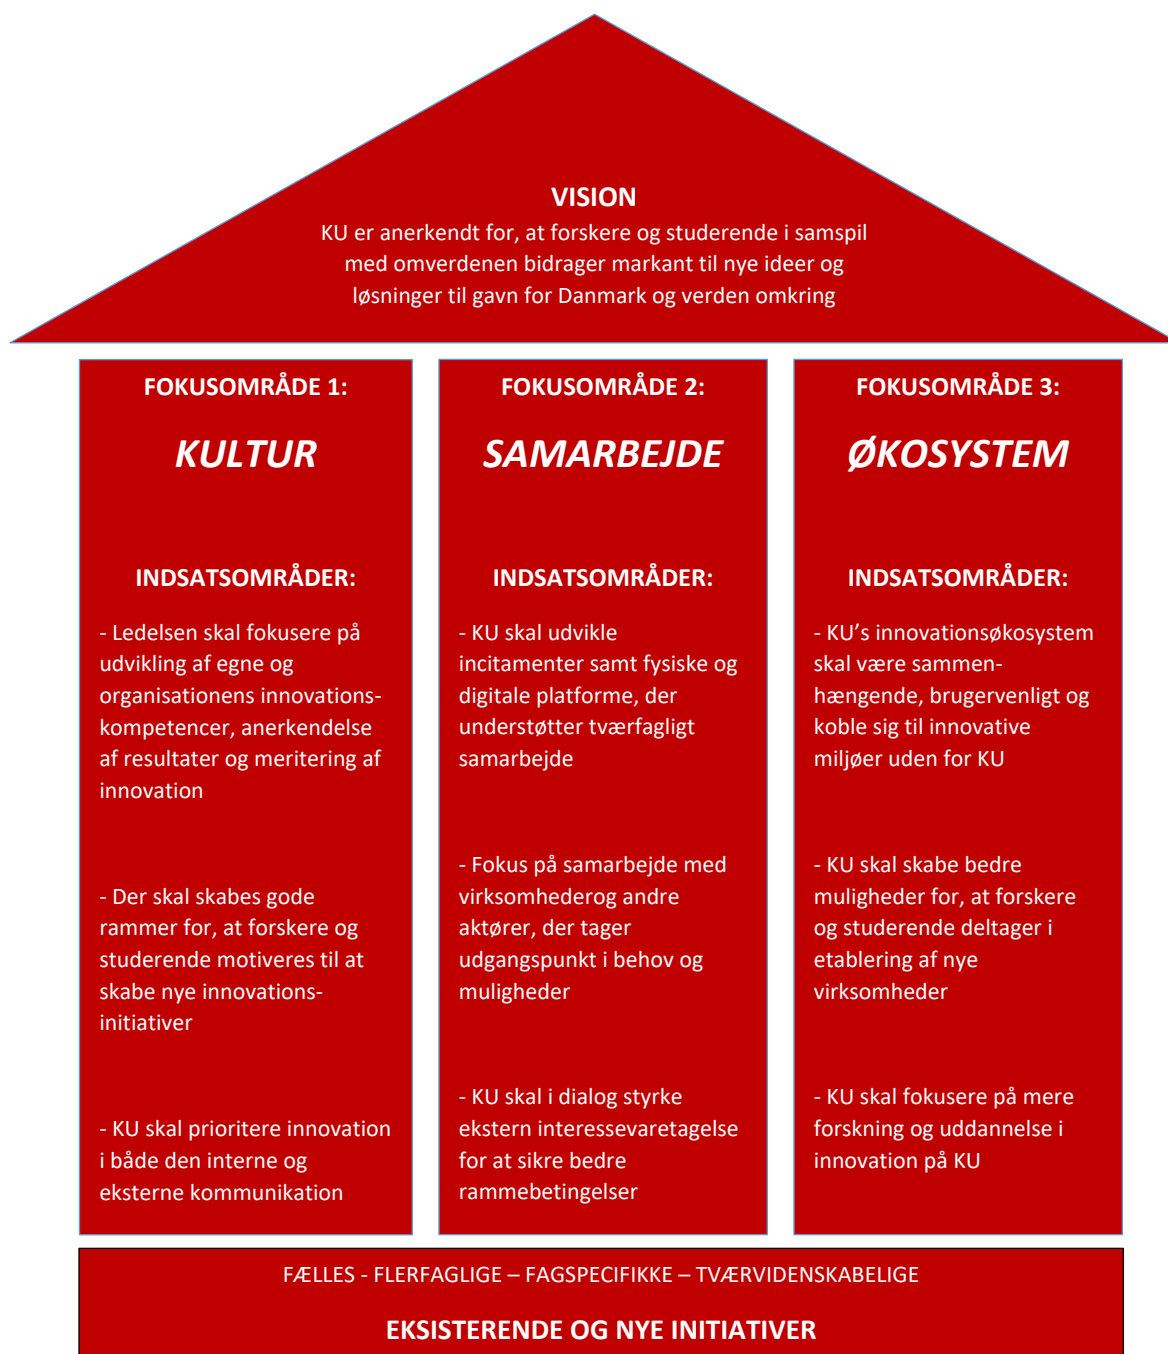 VISION
KU er anerkendt for, at forskere og studerende i samspil
med omverdenen bidrager markant til nye ideer og
løsninger til gavn for Danmark og verden omkring
FOKUSOMRÅDE 1:
KULTUR
INDSATSOMRÅDER:
- Ledelsen skal fokusere på
udvikling af egne og
organisationens innovations-
kompetencer, anerkendelse
af resultater og meritering af
innovation
- Der skal skabes gode
rammer for, at forskere og
studerende motiveres til at
skabe nye innovations-
initiativer
- KU skal prioritere innovation
i både den interne og
eksterne kommunikation
FOKUSOMRÅDE 2:
SAMARBEJDE
INDSATSOMRÅDER:
- KU skal udvikle
incitamenter samt fysiske og
digitale platforme, der
understøtter tværfagligt
samarbejde
- Fokus på samarbejde med
virksomhederog andre
aktører, der tager
udgangspunkt i behov og
muligheder
- KU skal i dialog styrke
ekstern interessevaretagelse
for at sikre bedre
rammebetingelser
FOKUSOMRÅDE 3:
ØKOSYSTEM
INDSATSOMRÅDER:
- KU’s innovationsøkosystem
skal være sammen-
hængende, brugervenligt og
koble sig til innovative
miljøer uden for KU
- KU skal skabe bedre
muligheder for, at forskere
og studerende deltager i
etablering af nye
virksomheder
- KU skal fokusere på mere
forskning og uddannelse i
innovation på KU
FÆLLES - FLERFAGLIGE – FAGSPECIFIKKE – TVÆRVIDENSKABELIGE
EKSISTERENDE OG NYE INITIATIVER